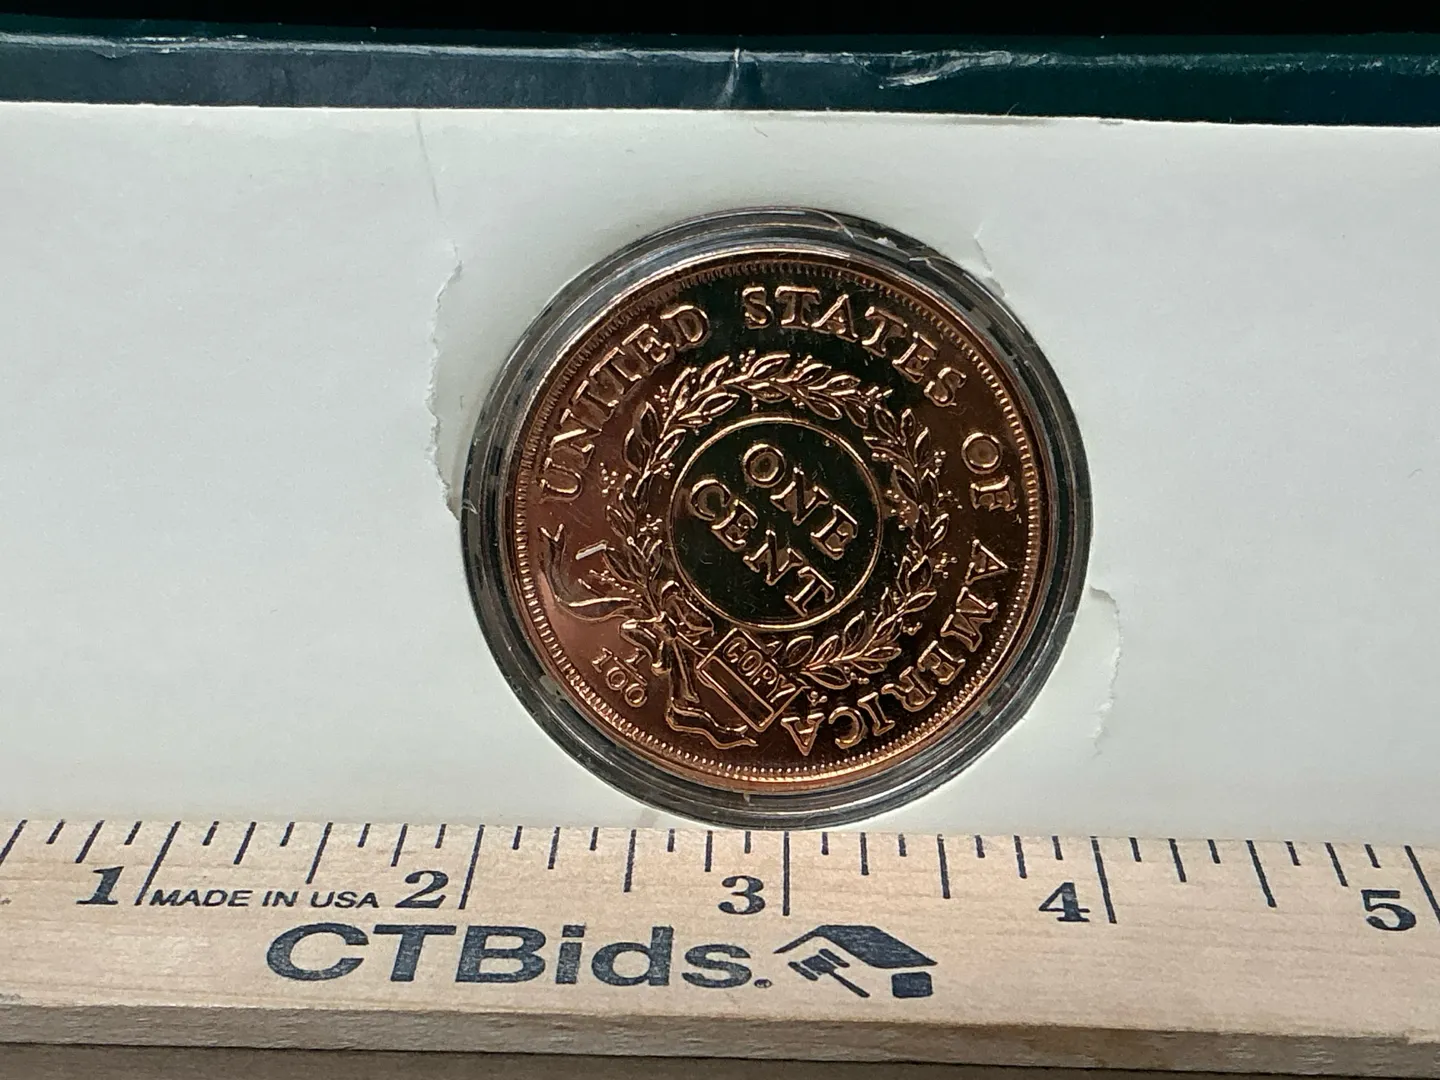 UNITED STATES OF AMERICA
ONE
CENT
COPY
1
100
1 2 3 4 5
MADE IN USA
CTBids.